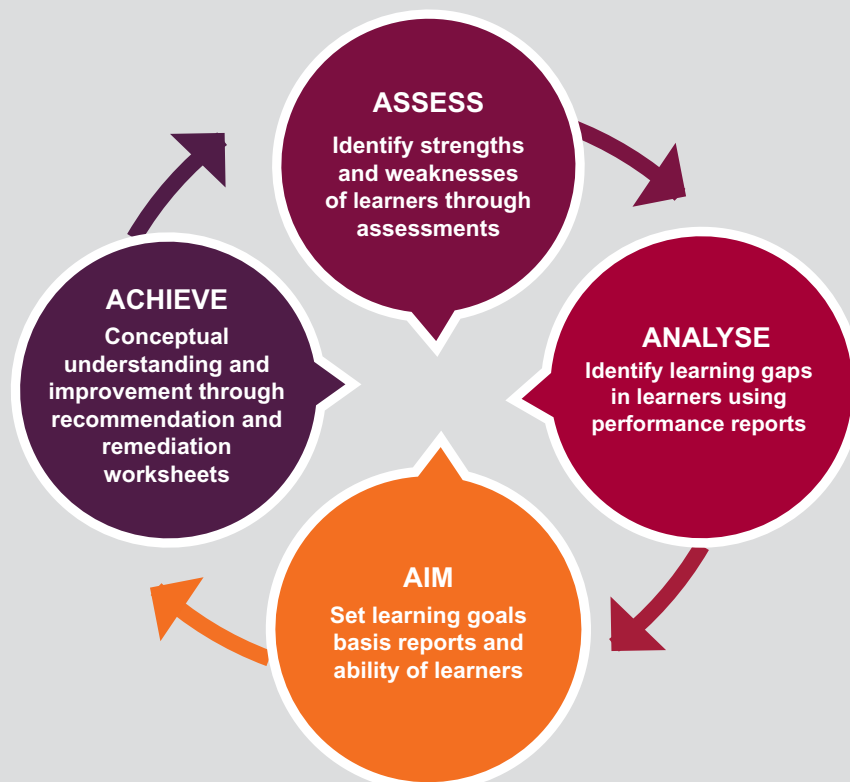 ASSESS
Identify strengths
and weaknesses
of learners through
assessments
ANALYSE
Identify learning gaps
in learners using
performance reports
AIM
Set learning goals
basis reports and
ability of learners
ACHIEVE
Conceptual
understanding and
improvement through
recommendation and
remediation
worksheets